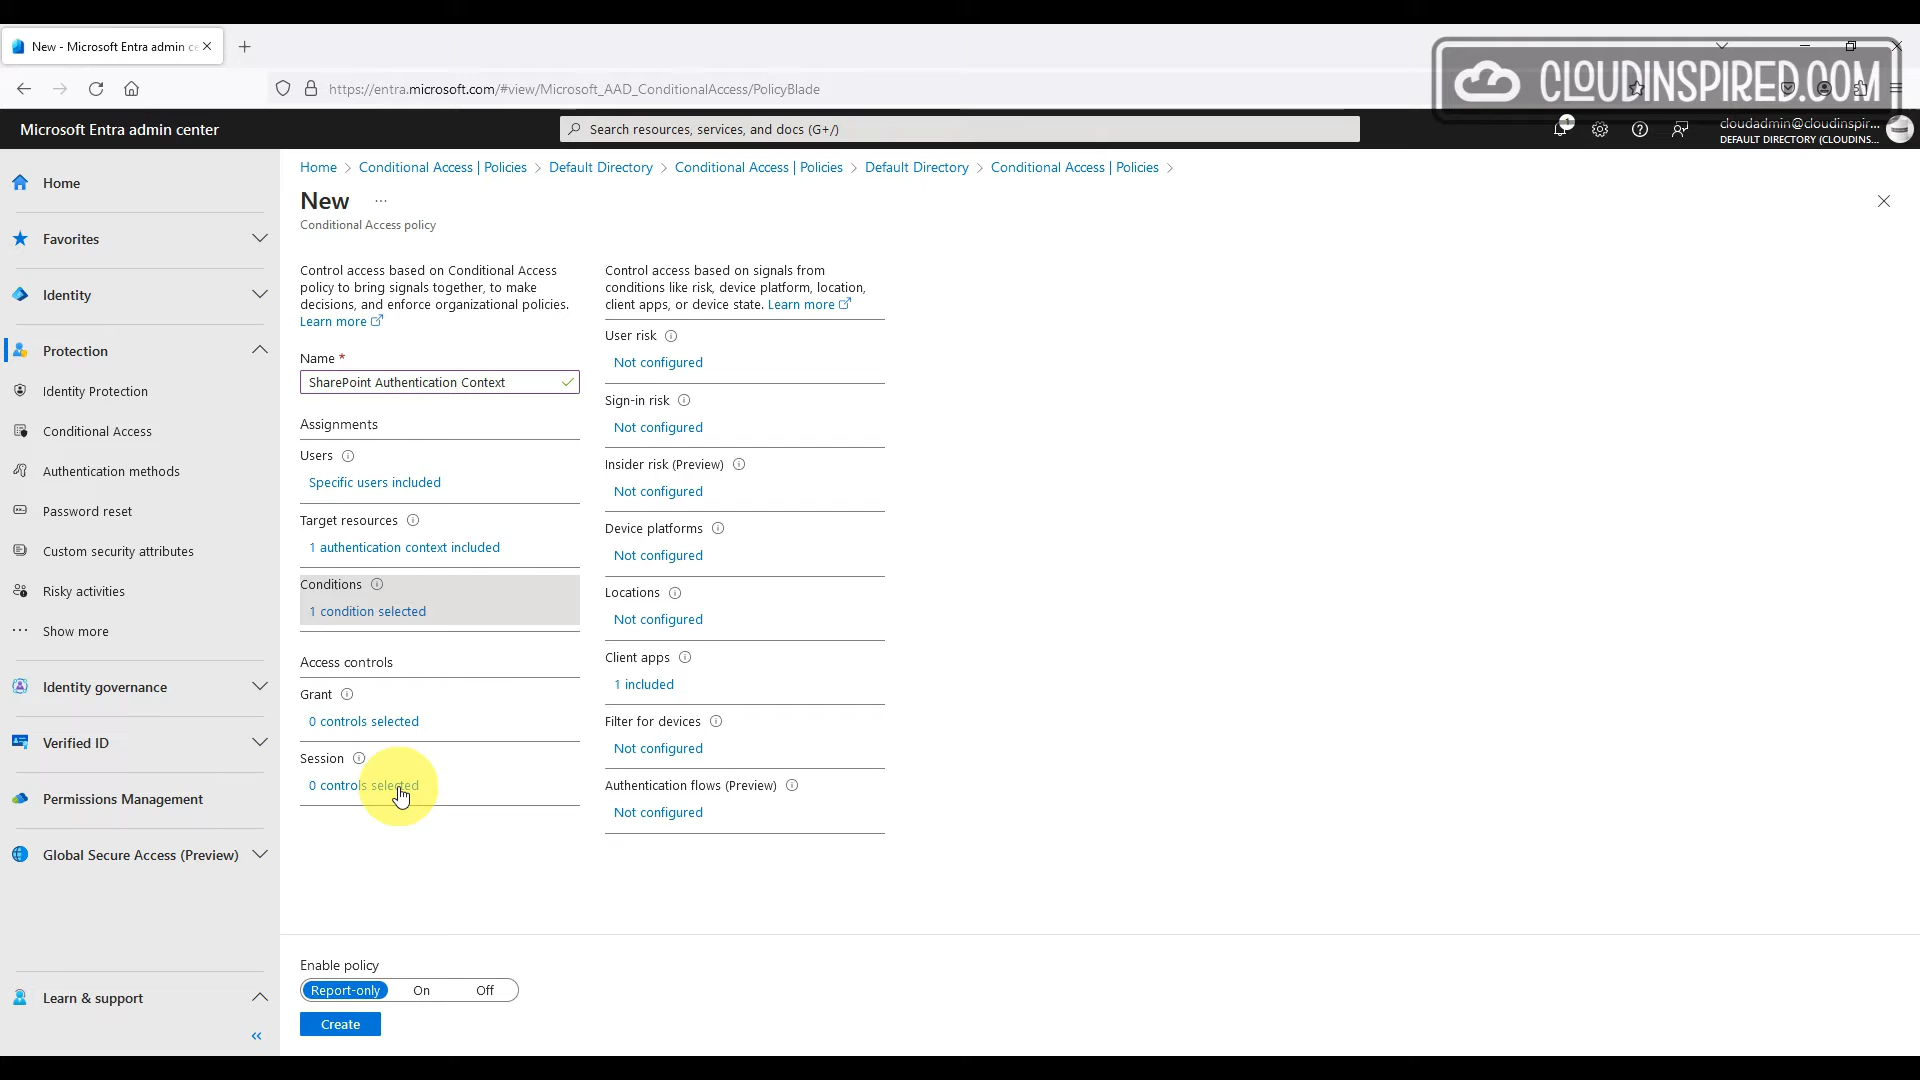 New - Microsoft Entra admin ce
https://entra.microsoft.com/#view/Microsoft_AAD_ConditionalAccess/PolicyBlade
CLOUDINSPIRED.COM
Microsoft Entra admin center
Search resources, services, and docs (G+/)
1
cloudadmin@cloudinspir...
DEFAULT DIRECTORY (CLOUDINS...
Home
Favorites
Identity
Protection
Identity Protection
Conditional Access
Authentication methods
Password reset
Custom security attributes
Risky activities
Show more
Identity governance
Verified ID
Permissions Management
Global Secure Access (Preview)
Learn & support
Home > Conditional Access | Policies > Default Directory > Conditional Access | Policies > Default Directory > Conditional Access | Policies >
New ...
Conditional Access policy
Control access based on Conditional Access
policy to bring signals together, to make
decisions, and enforce organizational policies.
Learn more
Name *
SharePoint Authentication Context
Assignments
Users
Specific users included
Target resources
1 authentication context included
Conditions
1 condition selected
Access controls
Grant
0 controls selected
Session
0 controls selected
Control access based on signals from
conditions like risk, device platform, location,
client apps, or device state. Learn more
User risk
Not configured
Sign-in risk
Not configured
Insider risk (Preview)
Not configured
Device platforms
Not configured
Locations
Not configured
Client apps
1 included
Filter for devices
Not configured
Authentication flows (Preview)
Not configured
Enable policy
Report-only On Off
Create